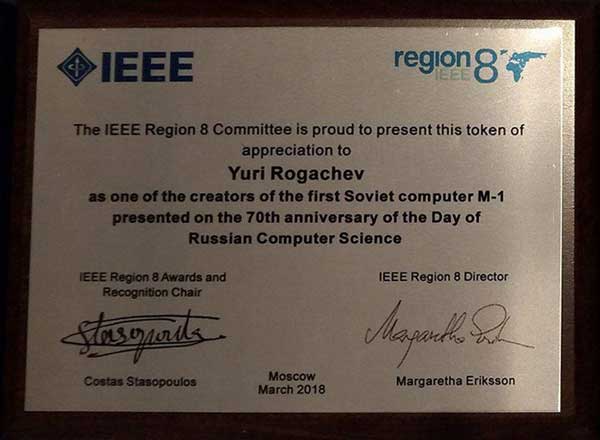 IEEE
region 8
IEEE
The IEEE Region 8 Committee is proud to present this token of
appreciation to
Yuri Rogachev
as one of the creators of the first Soviet computer M-1
presented on the 70th anniversary of the Day of
Russian Computer Science
IEEE Region 8 Awards and
Recognition Chair
IEEE Region 8 Director
Stasopoulos
Costas Stasopoulos
Moscow
March 2018
Margaretha Eriksson